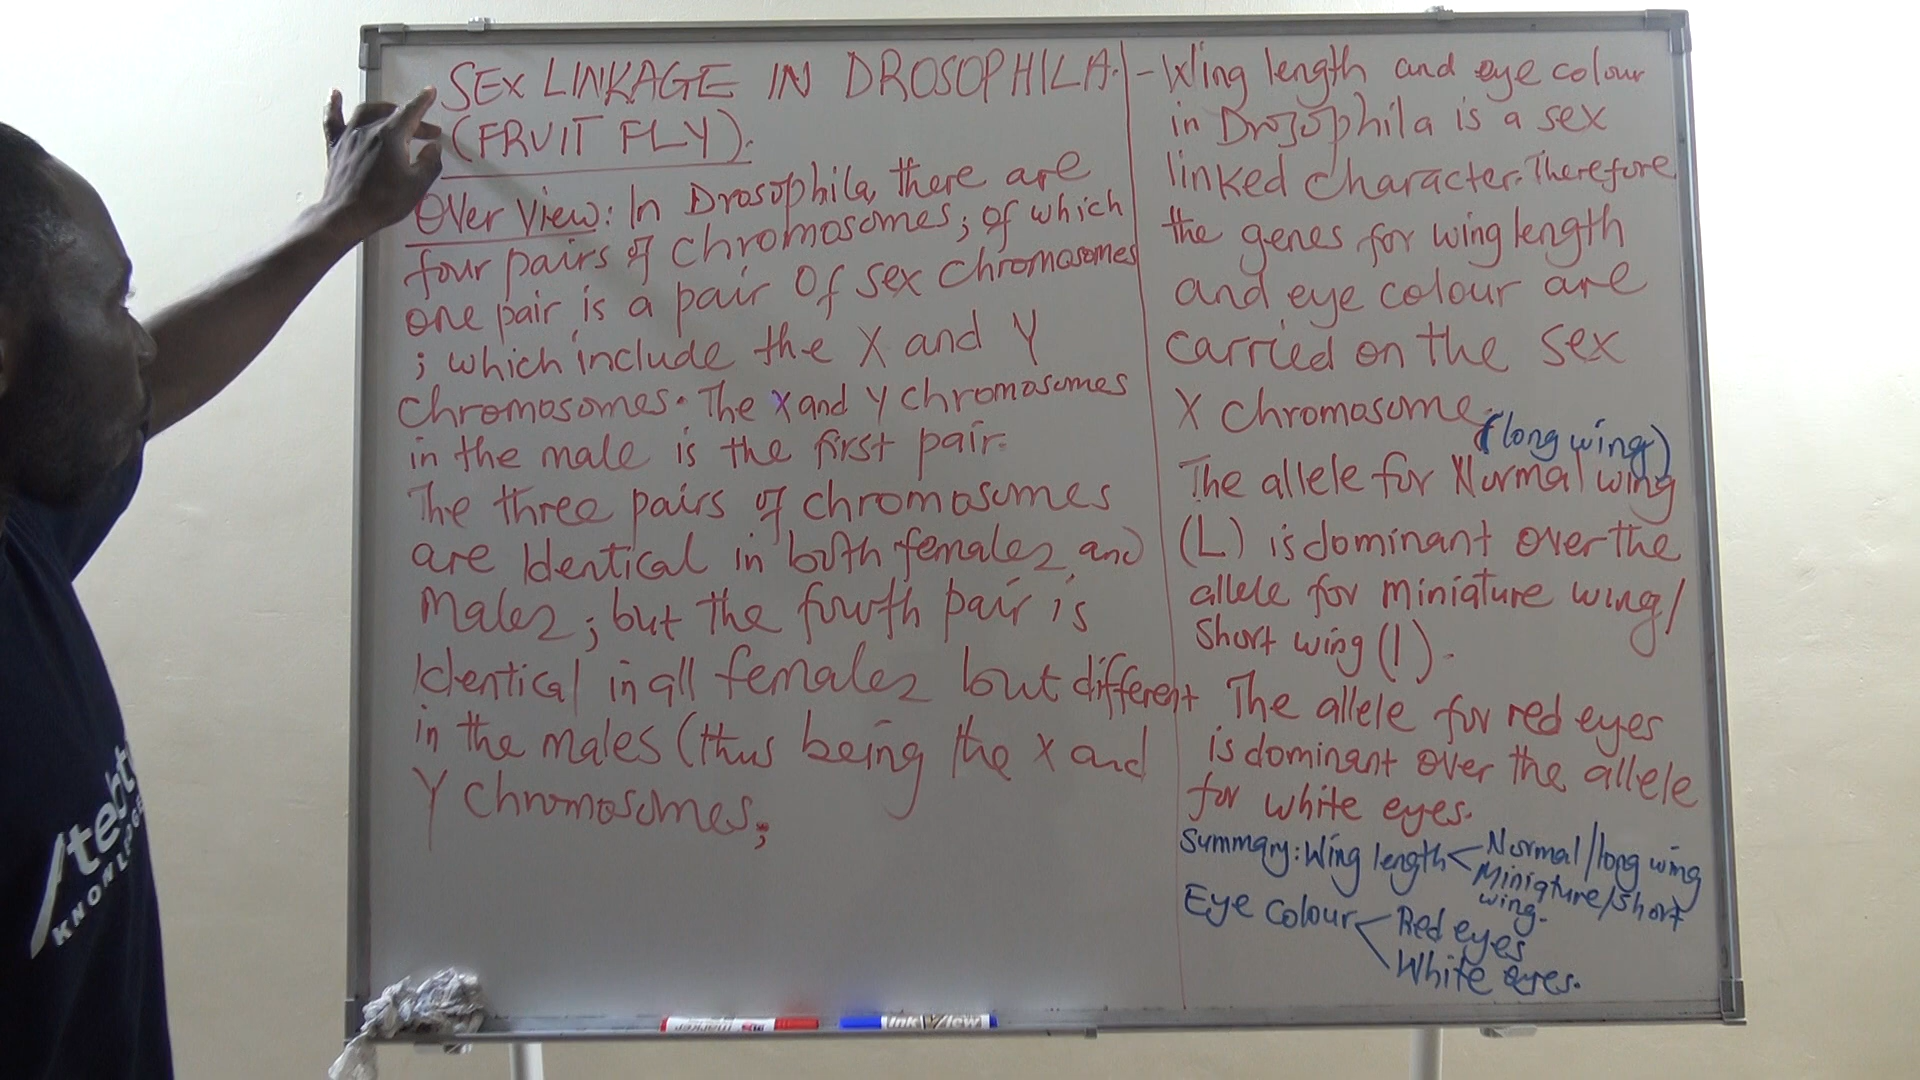 SEX LINKAGE IN DROSOPHILA.
(FRUIT FLY).
Over view: In Drosophila, there are
four pairs of chromosomes; of which
one pair is a pair of sex chromosomes
; which include the X and Y
chromosomes. The X and Y chromosomes
in the male is the first pair.
The three pairs of chromosomes
are Identical in both females and
males; but the fourth pair is
Identical in all females but different
in the males (thus being the X and
Y chromosomes;
- Wing length and eye colour
in Drosophila is a sex
linked character. Therefore
the genes for wing length
and eye colour are
carried on the sex
X chromosome.
(long wing)
The allele for Normal wing
(L) is dominant over the
allele for miniature wing/
Short wing (l).
The allele for red eyes
is dominant over the allele
for white eyes.
Summary: Wing length < Normal/long wing
Miniature/short
wing.
Eye colour < Red eyes
White eyes.
KNOWLEDGE
Ink View
marker